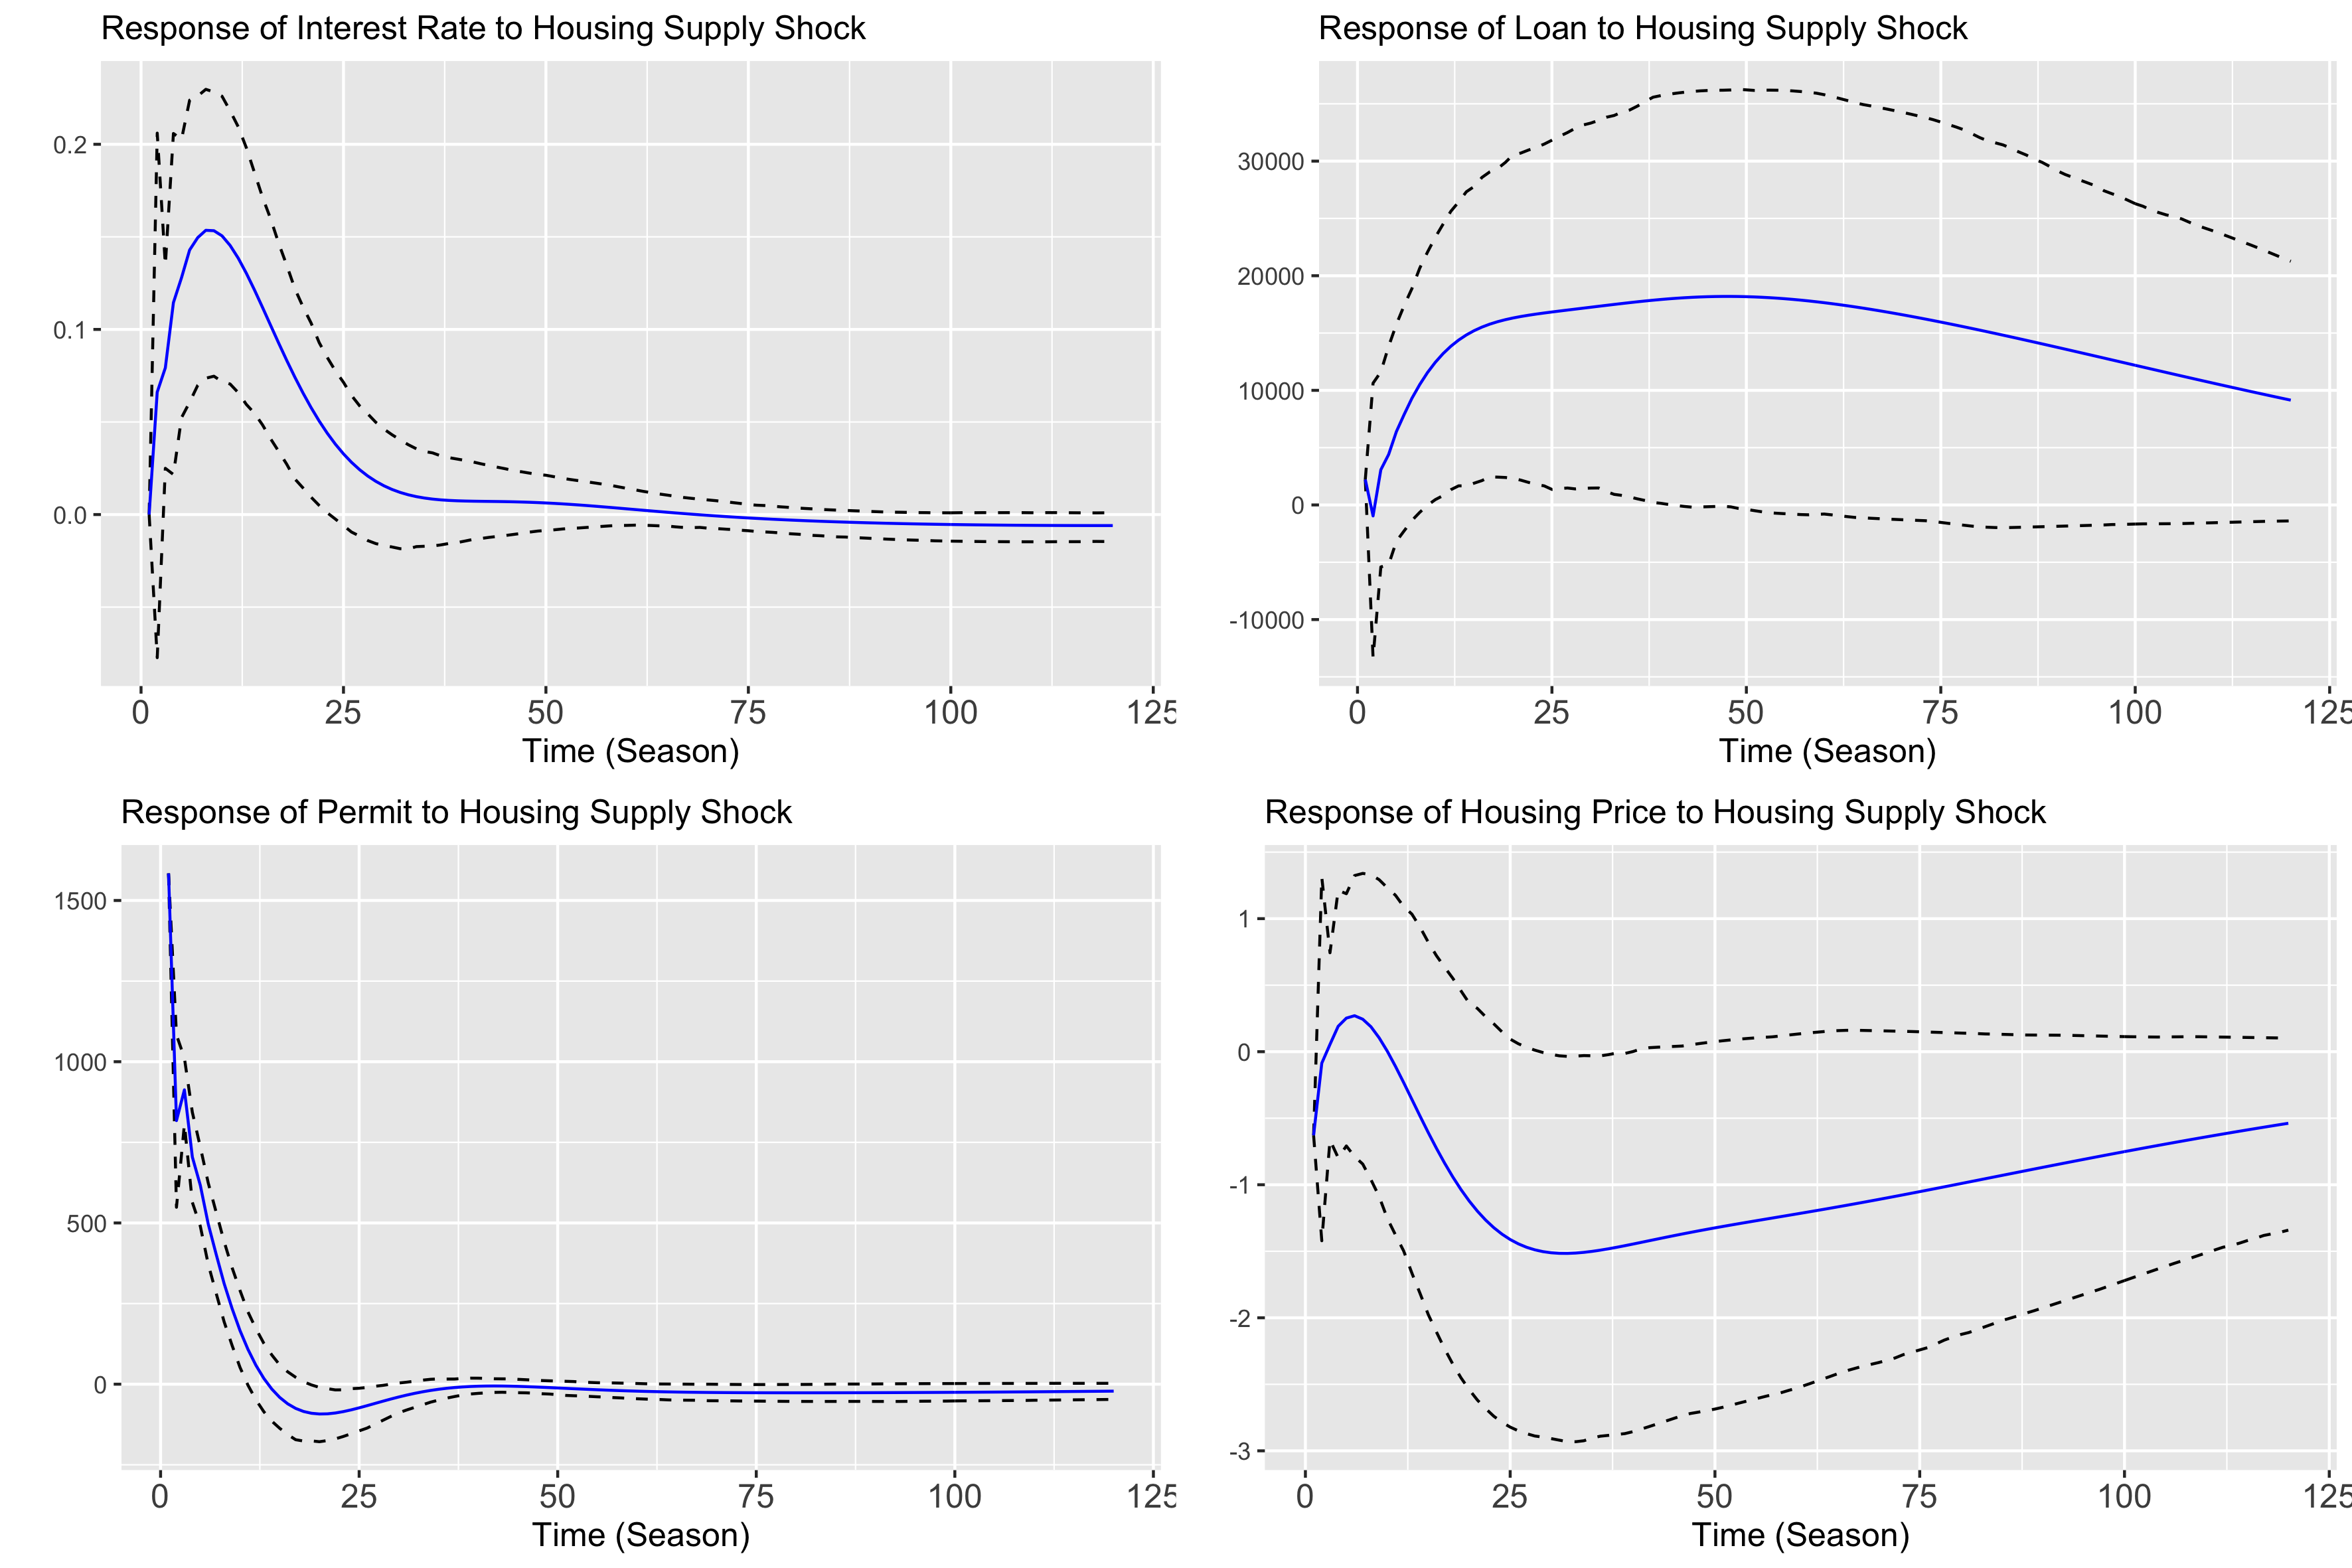 Response of Interest Rate to Housing Supply Shock
0.2
0.1
0.0
0 25 50 75 100 125
Time (Season)
Response of Loan to Housing Supply Shock
30000
20000
10000
0
-10000
0 25 50 75 100 125
Time (Season)
Response of Permit to Housing Supply Shock
1500
1000
500
0
0 25 50 75 100 125
Time (Season)
Response of Housing Price to Housing Supply Shock
1
0
-1
-2
-3
0 25 50 75 100 125
Time (Season)